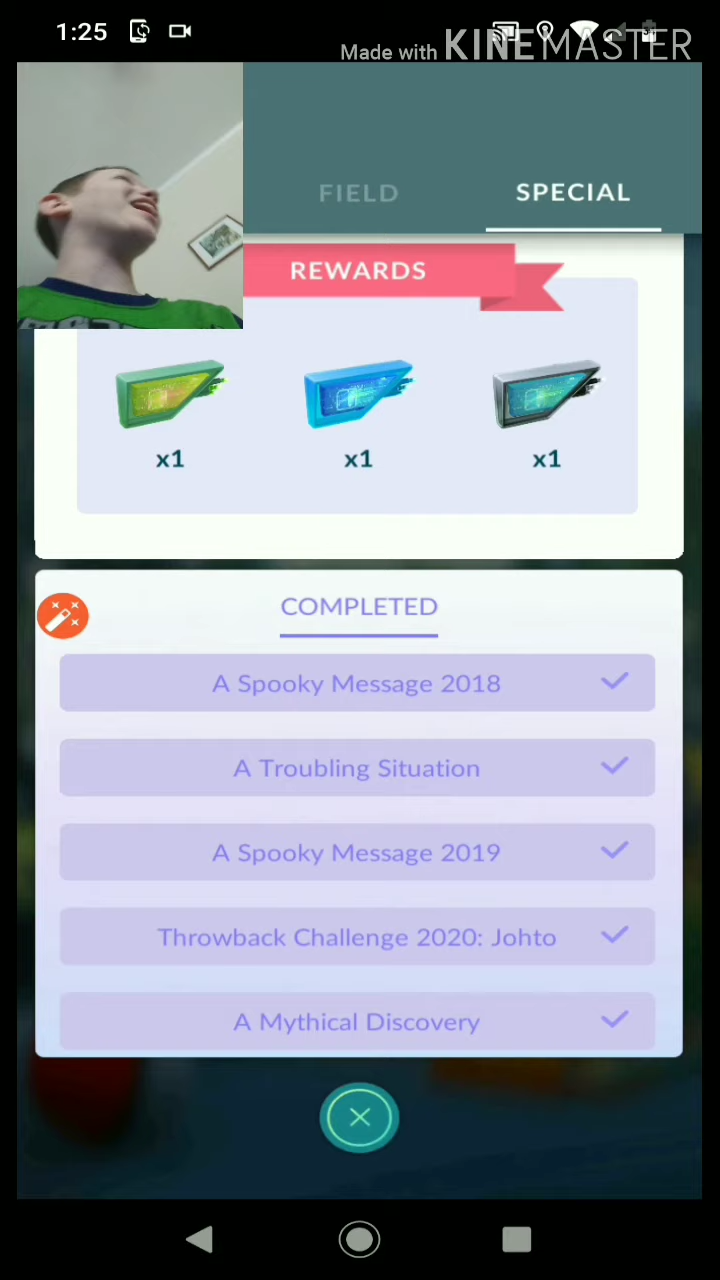 1:25
Made with KINEMASTER
FIELD
SPECIAL
REWARDS
x1
x1
x1
COMPLETED
A Spooky Message 2018
A Troubling Situation
A Spooky Message 2019
Throwback Challenge 2020: Johto
A Mythical Discovery